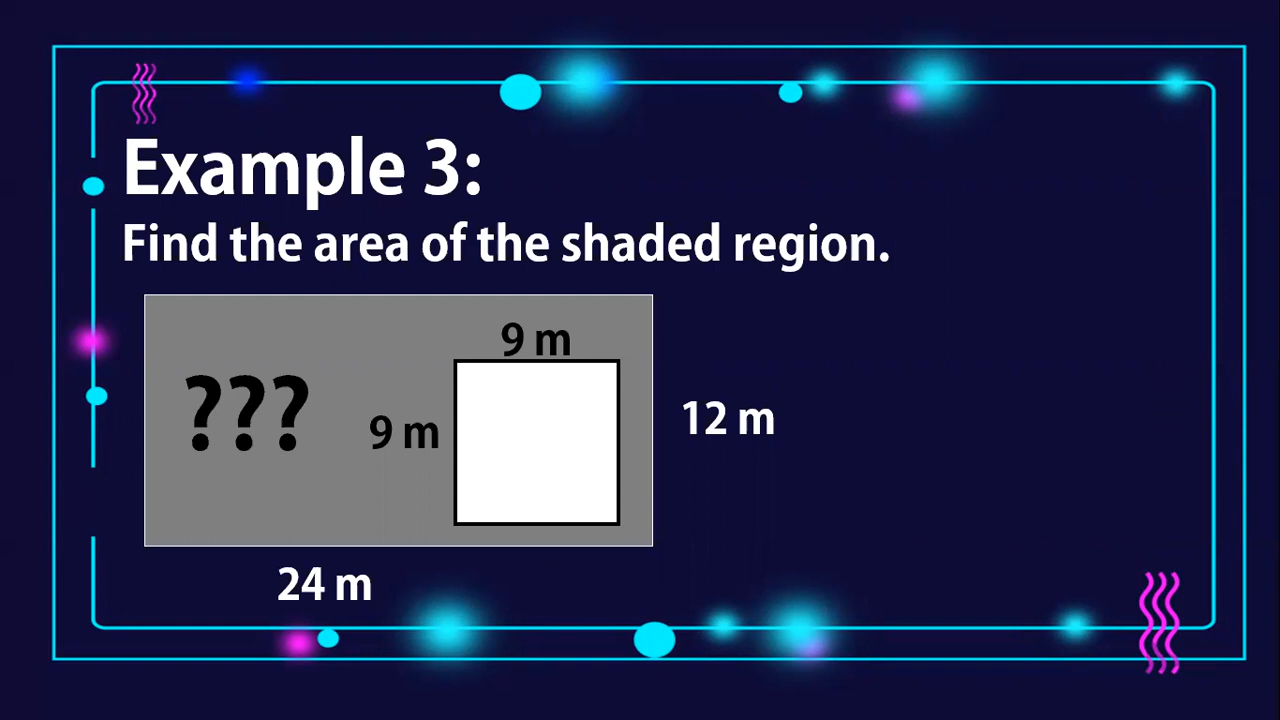 Example 3:
Find the area of the shaded region.
9 m
???
9 m
12 m
24 m